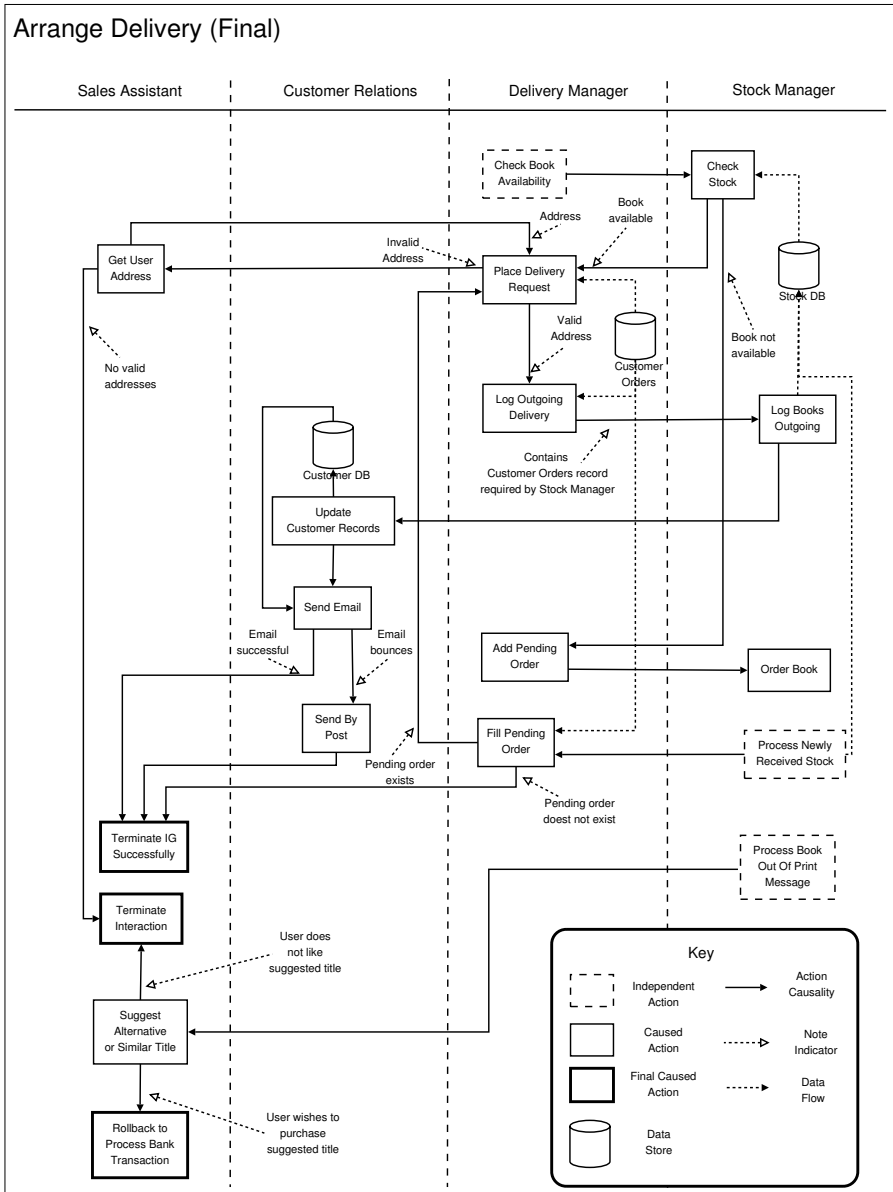 Arrange Delivery (Final)
Sales Assistant
Customer Relations
Delivery Manager
Stock Manager
Check Book
Availability
Check
Stock
Address
Book
available
Invalid
Address
Get User
Address
Place Delivery
Request
Stock DB
Valid
Address
Customer
Orders
Book not
available
No valid
addresses
Log Outgoing
Delivery
Log Books
Outgoing
Customer DB
Contains
Customer Orders record
required by Stock Manager
Update
Customer Records
Send Email
Email
successful
Email
bounces
Add Pending
Order
Order Book
Send By
Post
Fill Pending
Order
Process Newly
Received Stock
Pending order
exists
Pending order
doest not exist
Terminate IG
Successfully
Process Book
Out Of Print
Message
Terminate
Interaction
User does
not like
suggested title
Suggest
Alternative
or Similar Title
User wishes to
purchase
suggested title
Rollback to
Process Bank
Transaction
Key
Independent
Action
Action
Causality
Caused
Action
Note
Indicator
Final Caused
Action
Data
Flow
Data
Store